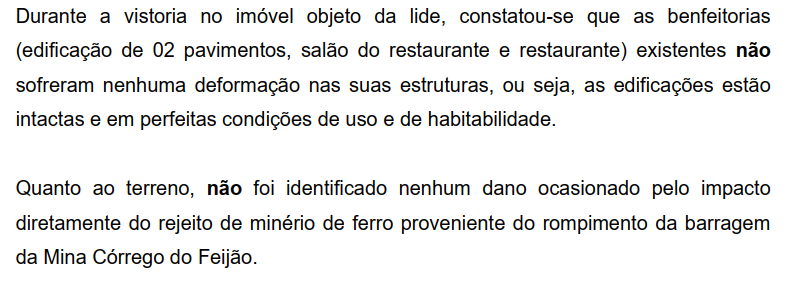 Durante a vistoria no imóvel objeto da lide, constatou-se que as benfeitorias
(edificação de 02 pavimentos, salão do restaurante e restaurante) existentes não
sofreram nenhuma deformação nas suas estruturas, ou seja, as edificações estão
intactas e em perfeitas condições de uso e de habitabilidade.
Quanto ao terreno, não foi identificado nenhum dano ocasionado pelo impacto
diretamente do rejeito de minério de ferro proveniente do rompimento da barragem
da Mina Córrego do Feijão.